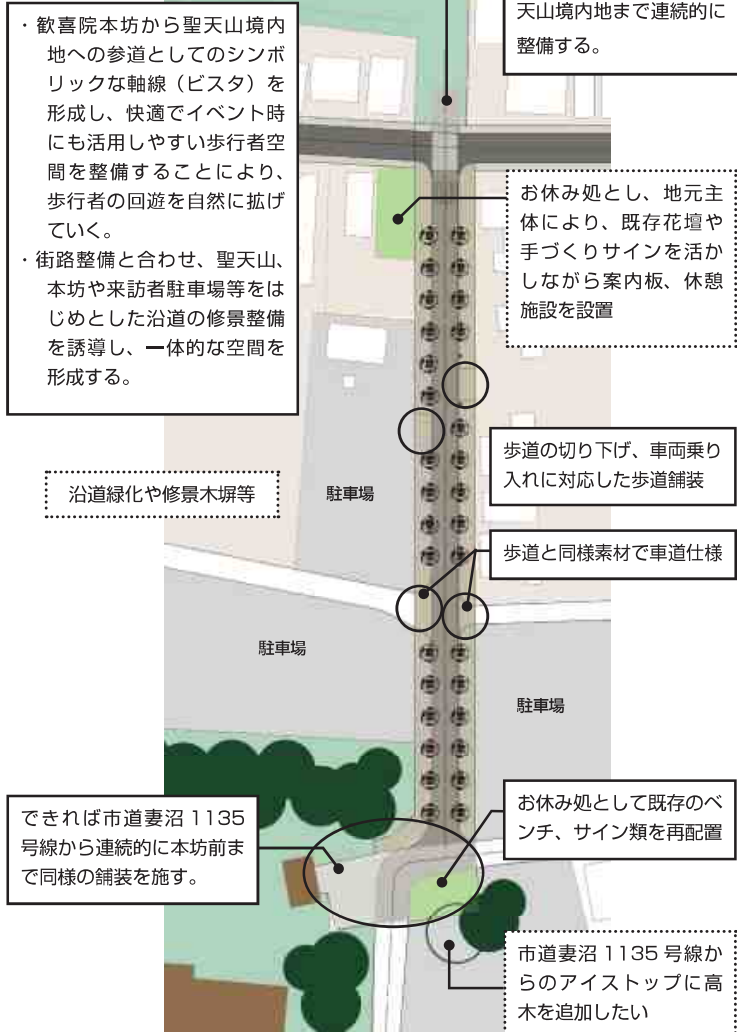 ・歓喜院本坊から聖天山境内
地への参道としてのシンボ
リックな軸線（ビスタ）を
形成し、快適でイベント時
にも活用しやすい歩行者空
間を整備することにより、
歩行者の回遊を自然に拡げ
ていく。
・街路整備と合わせ、聖天山、
本坊や来訪者駐車場等をは
じめとした沿道の修景整備
を誘導し、一体的な空間を
形成する。
天山境内地まで連続的に
整備する。
お休み処とし、地元主
体により、既存花壇や
手づくりサインを活か
しながら案内板、休憩
施設を設置
歩道の切り下げ、車両乗り
入れに対応した歩道舗装
沿道緑化や修景木塀等
駐車場
歩道と同様素材で車道仕様
駐車場
駐車場
できれば市道妻沼 1135
号線から連続的に本坊前ま
で同様の舗装を施す。
お休み処として既存のベ
ンチ、サイン類を再配置
市道妻沼 1135 号線か
らのアイストップに高
木を追加したい